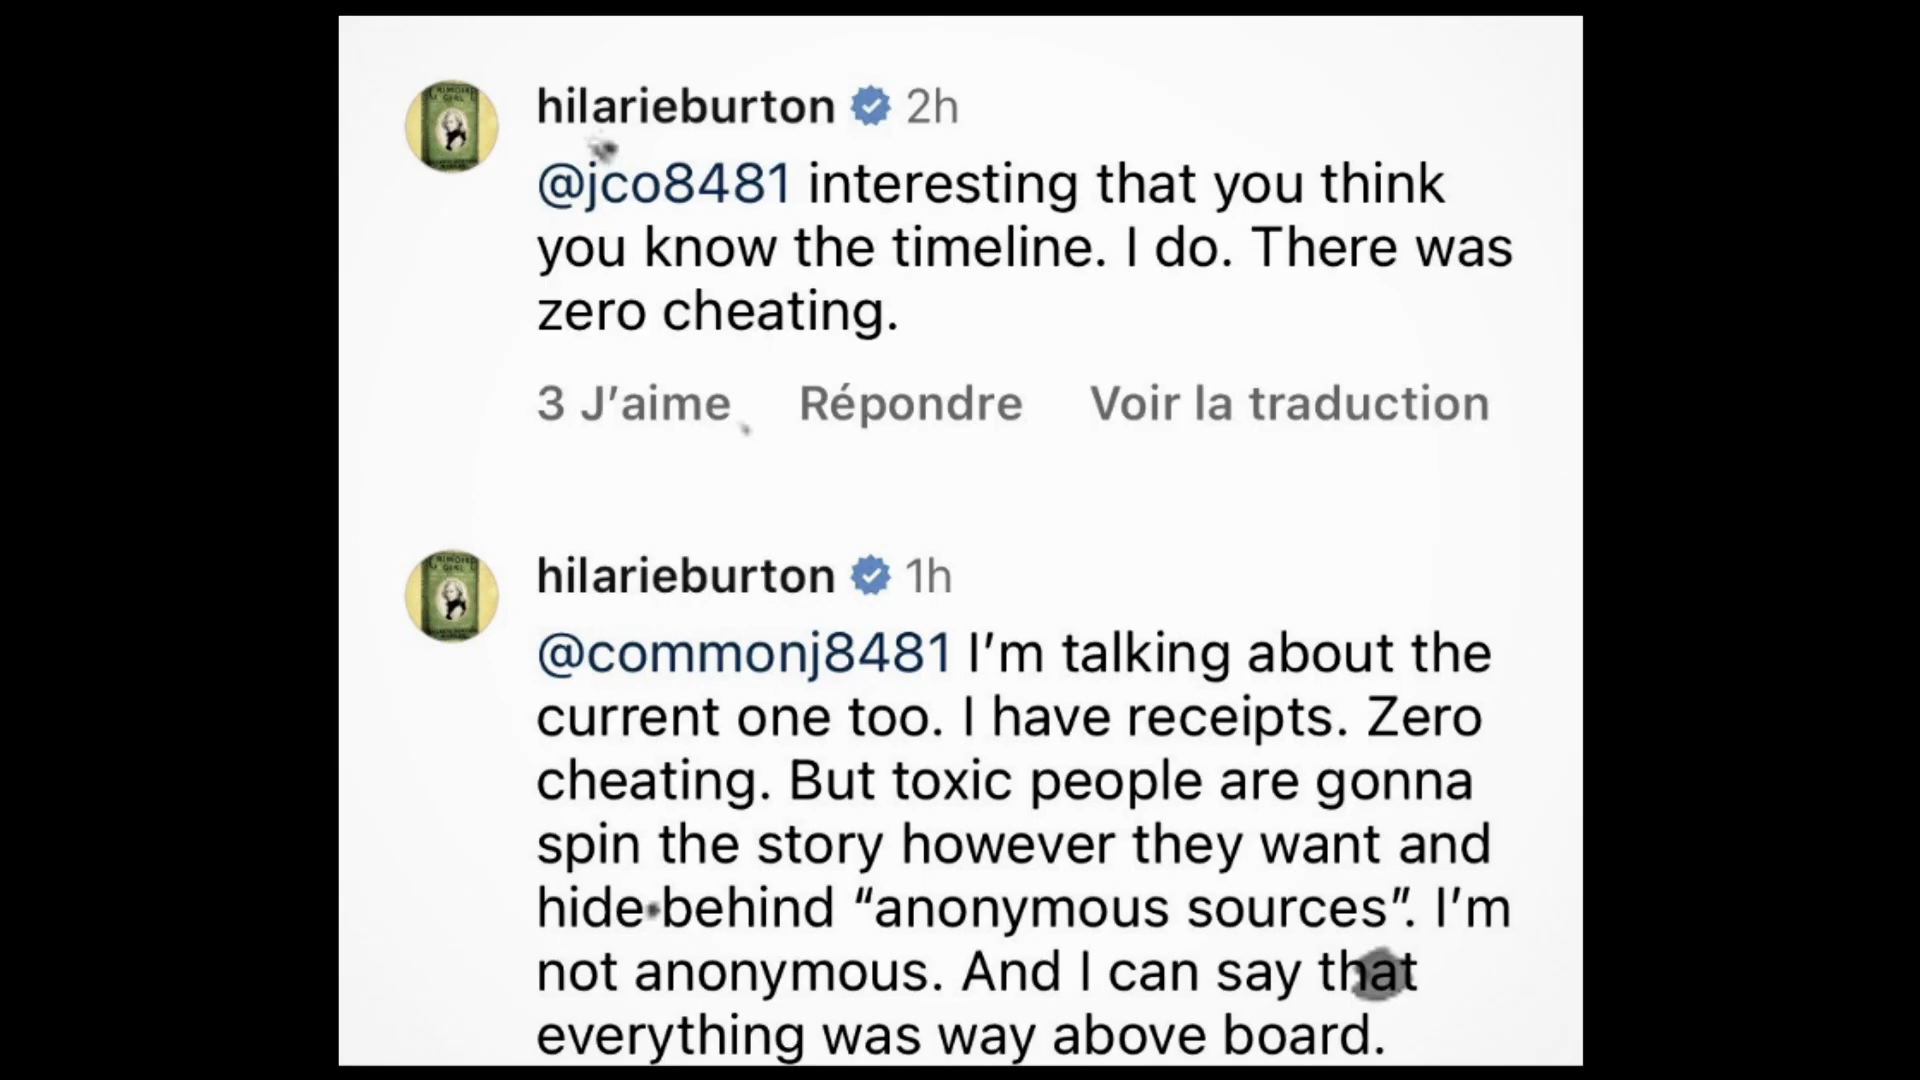 hilarieburton 2h
@jco8481 interesting that you think
you know the timeline. I do. There was
zero cheating.
3 J’aime Répondre Voir la traduction
hilarieburton 1h
@commonj8481 I’m talking about the
current one too. I have receipts. Zero
cheating. But toxic people are gonna
spin the story however they want and
hide behind “anonymous sources”. I’m
not anonymous. And I can say that
everything was way above board.